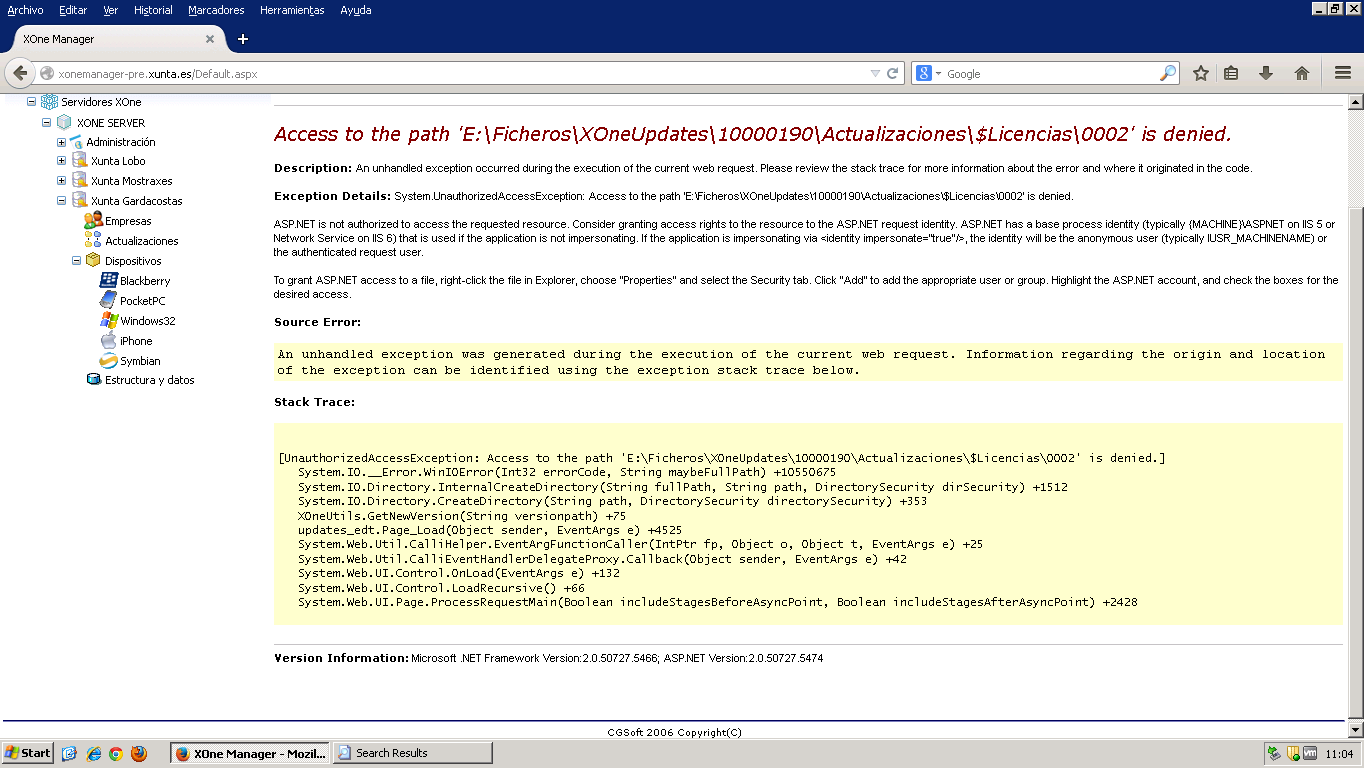 Archivo Editar Ver Historial Marcadores Herramientas Ayuda
XOne Manager
xonemanager-pre.xunta.es/Default.aspx
Google
Servidores XOne
XONE SERVER
Administración
Xunta Lobo
Xunta Mostraxes
Xunta Gardacostas
Empresas
Actualizaciones
Dispositivos
Blackberry
PocketPC
Windows32
iPhone
Symbian
Estructura y datos
Access to the path 'E:\Ficheros\XOneUpdates\10000190\Actualizaciones\$Licencias\0002' is denied.
Description: An unhandled exception occurred during the execution of the current web request. Please review the stack trace for more information about the error and where it originated in the code.
Exception Details: System.UnauthorizedAccessException: Access to the path 'E:\Ficheros\XOneUpdates\10000190\Actualizaciones\$Licencias\0002' is denied.
ASP.NET is not authorized to access the requested resource. Consider granting access rights to the resource to the ASP.NET request identity. ASP.NET has a base process identity (typically {MACHINE}\ASPNET on IIS 5 or
Network Service on IIS 6) that is used if the application is not impersonating. If the application is impersonating via <identity impersonate="true"/>, the identity will be the anonymous user (typically IUSR_MACHINENAME) or
the authenticated request user.
To grant ASP.NET access to a file, right-click the file in Explorer, choose "Properties" and select the Security tab. Click "Add" to add the appropriate user or group. Highlight the ASP.NET account, and check the boxes for the
desired access.
Source Error:
An unhandled exception was generated during the execution of the current web request. Information regarding the origin and location
of the exception can be identified using the exception stack trace below.
Stack Trace:
[UnauthorizedAccessException: Access to the path 'E:\Ficheros\XOneUpdates\10000190\Actualizaciones\$Licencias\0002' is denied.]
System.IO.__Error.WinIOError(Int32 errorCode, String maybeFullPath) +10550675
System.IO.Directory.InternalCreateDirectory(String fullPath, String path, DirectorySecurity dirSecurity) +1512
System.IO.Directory.CreateDirectory(String path, DirectorySecurity directorySecurity) +353
XOneUtils.GetNewVersion(String versionpath) +75
updates_edt.Page_Load(Object sender, EventArgs e) +4525
System.Web.Util.CalliHelper.EventArgFunctionCaller(IntPtr fp, Object o, Object t, EventArgs e) +25
System.Web.Util.CalliEventHandlerDelegateProxy.Callback(Object sender, EventArgs e) +42
System.Web.UI.Control.OnLoad(EventArgs e) +132
System.Web.UI.Control.LoadRecursive() +66
System.Web.UI.Page.ProcessRequestMain(Boolean includeStagesBeforeAsyncPoint, Boolean includeStagesAfterAsyncPoint) +2428
Version Information: Microsoft .NET Framework Version:2.0.50727.5466; ASP.NET Version:2.0.50727.5474
CGSoft 2006 Copyright(C)
Start XOne Manager - Mozil... Search Results 11:04